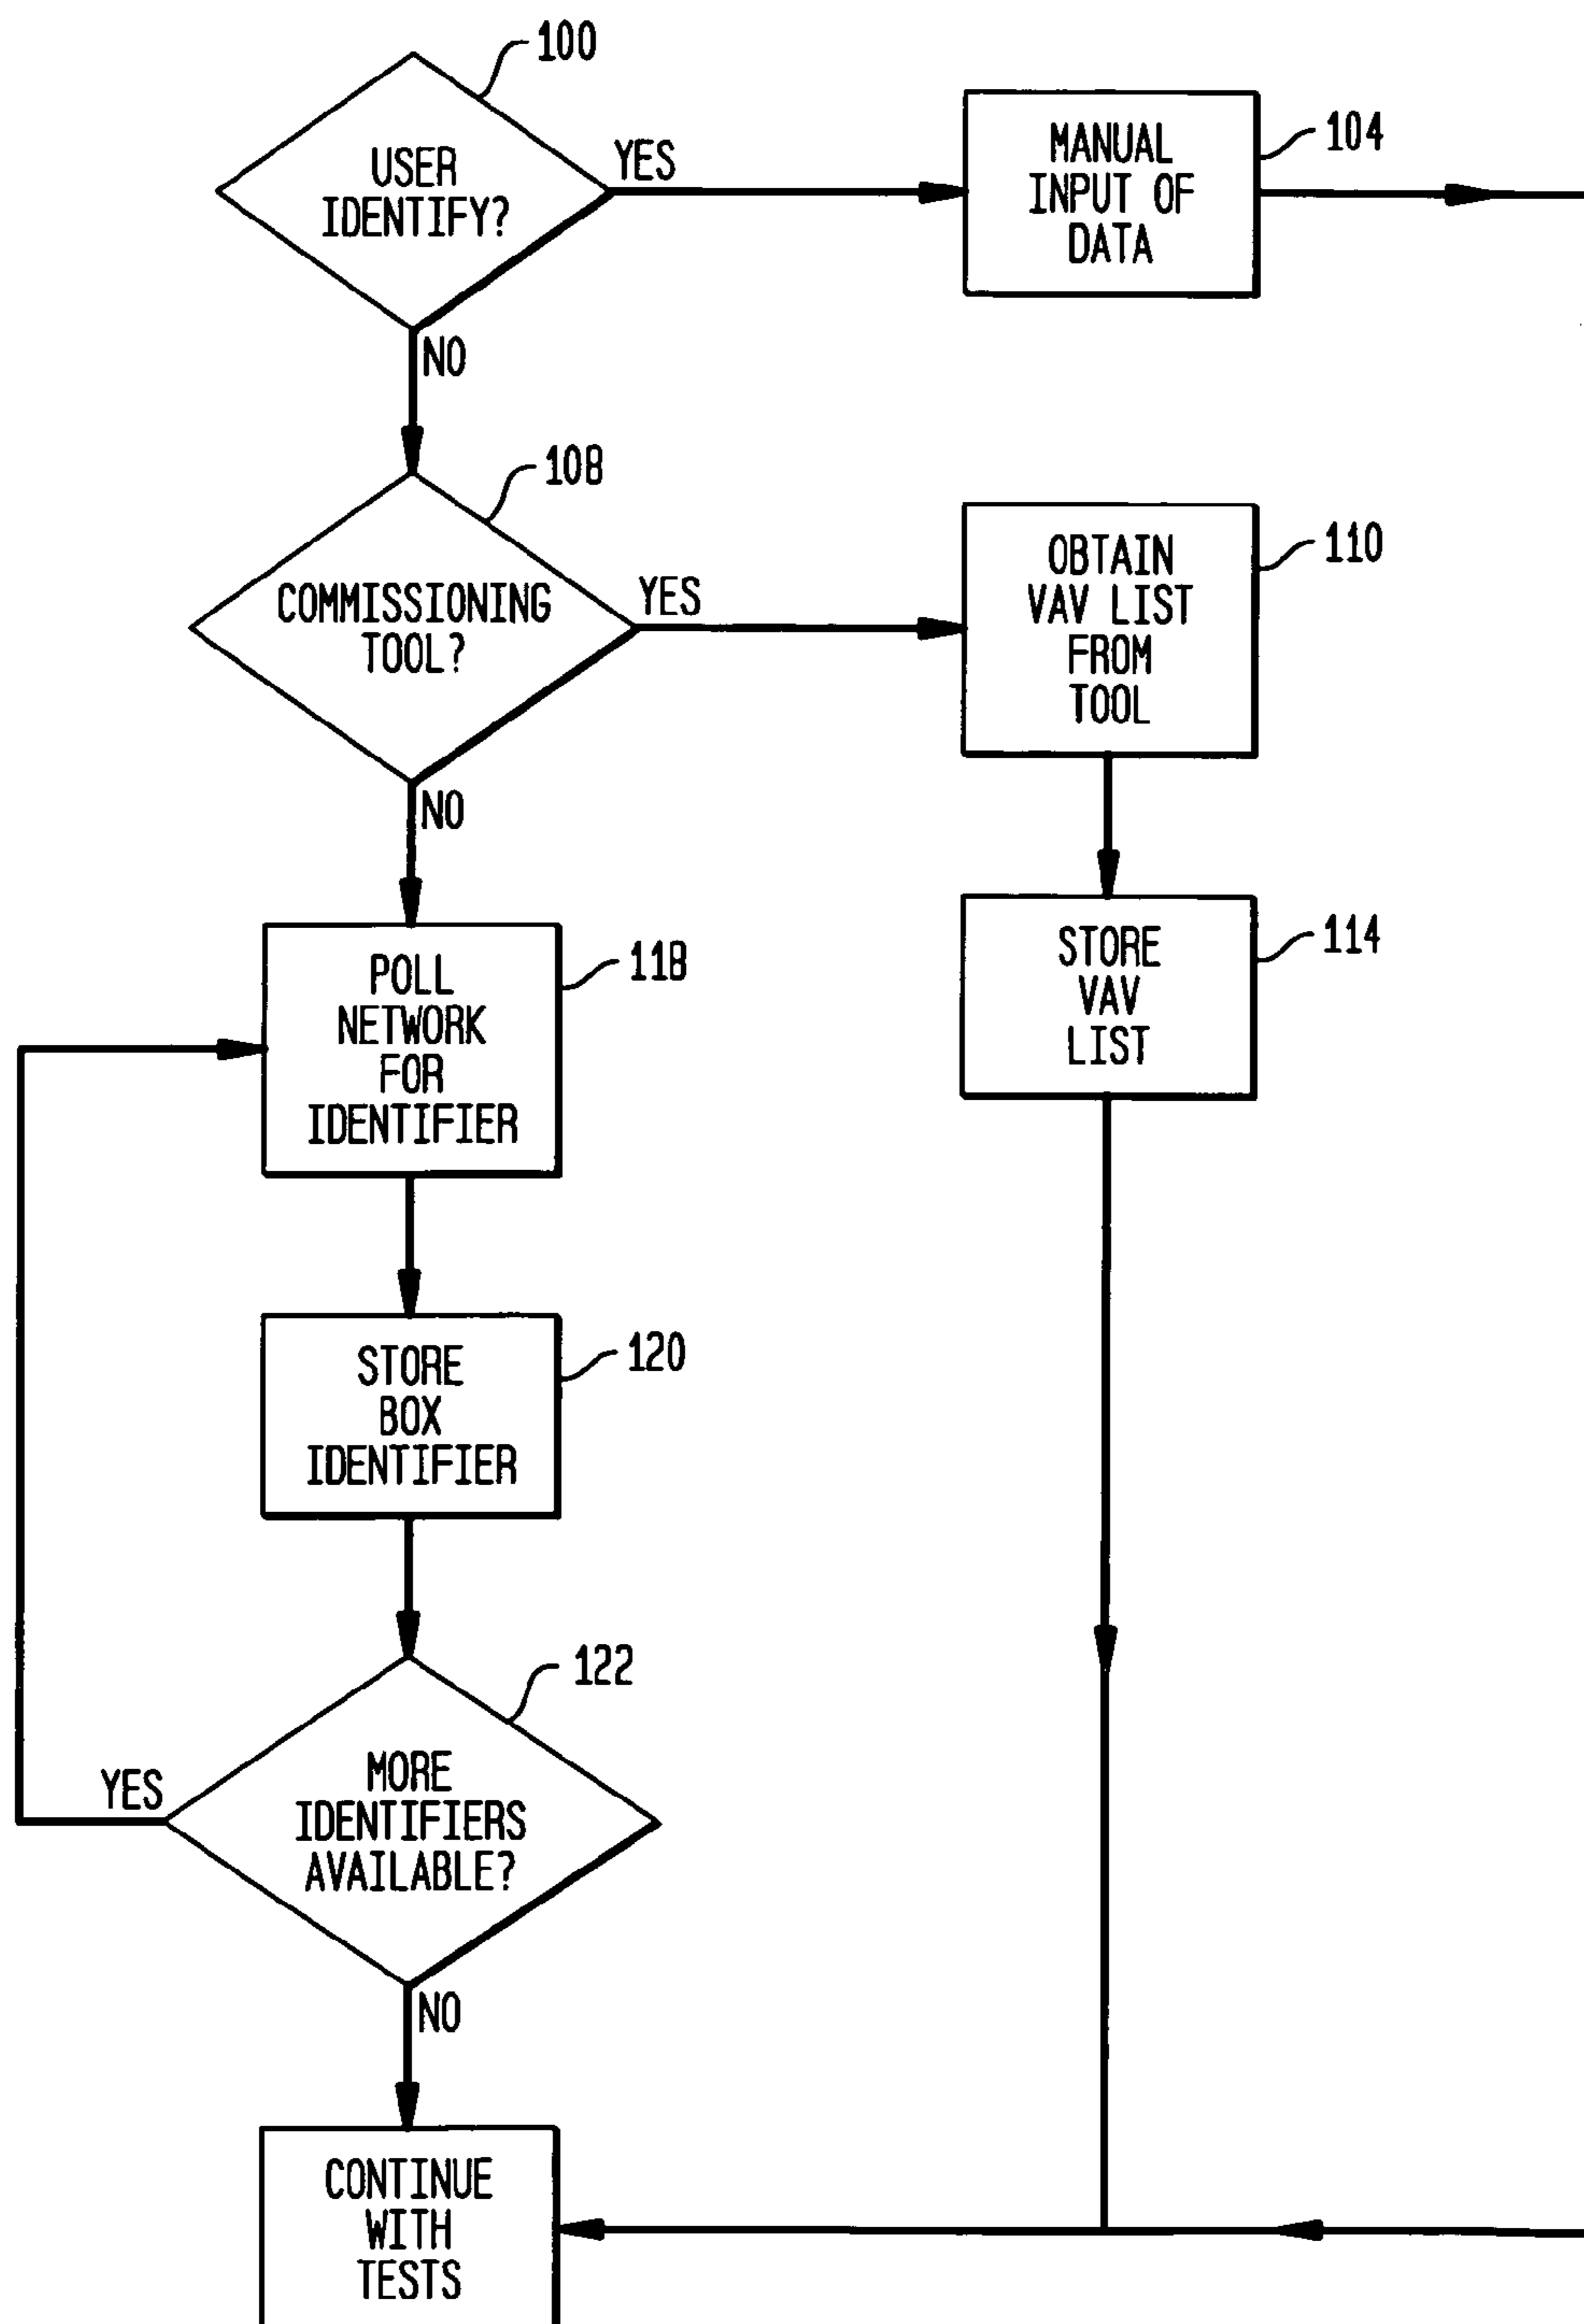 100
USER
IDENTIFY?
YES
MANUAL
INPUT OF
DATA
104
NO
108
COMMISSIONING
TOOL?
YES
OBTAIN
VAV LIST
FROM
TOOL
110
NO
POLL
NETWORK
FOR
IDENTIFIER
118
STORE
VAV
LIST
114
STORE
BOX
IDENTIFIER
120
122
MORE
IDENTIFIERS
AVAILABLE?
YES
NO
CONTINUE
WITH
TESTS